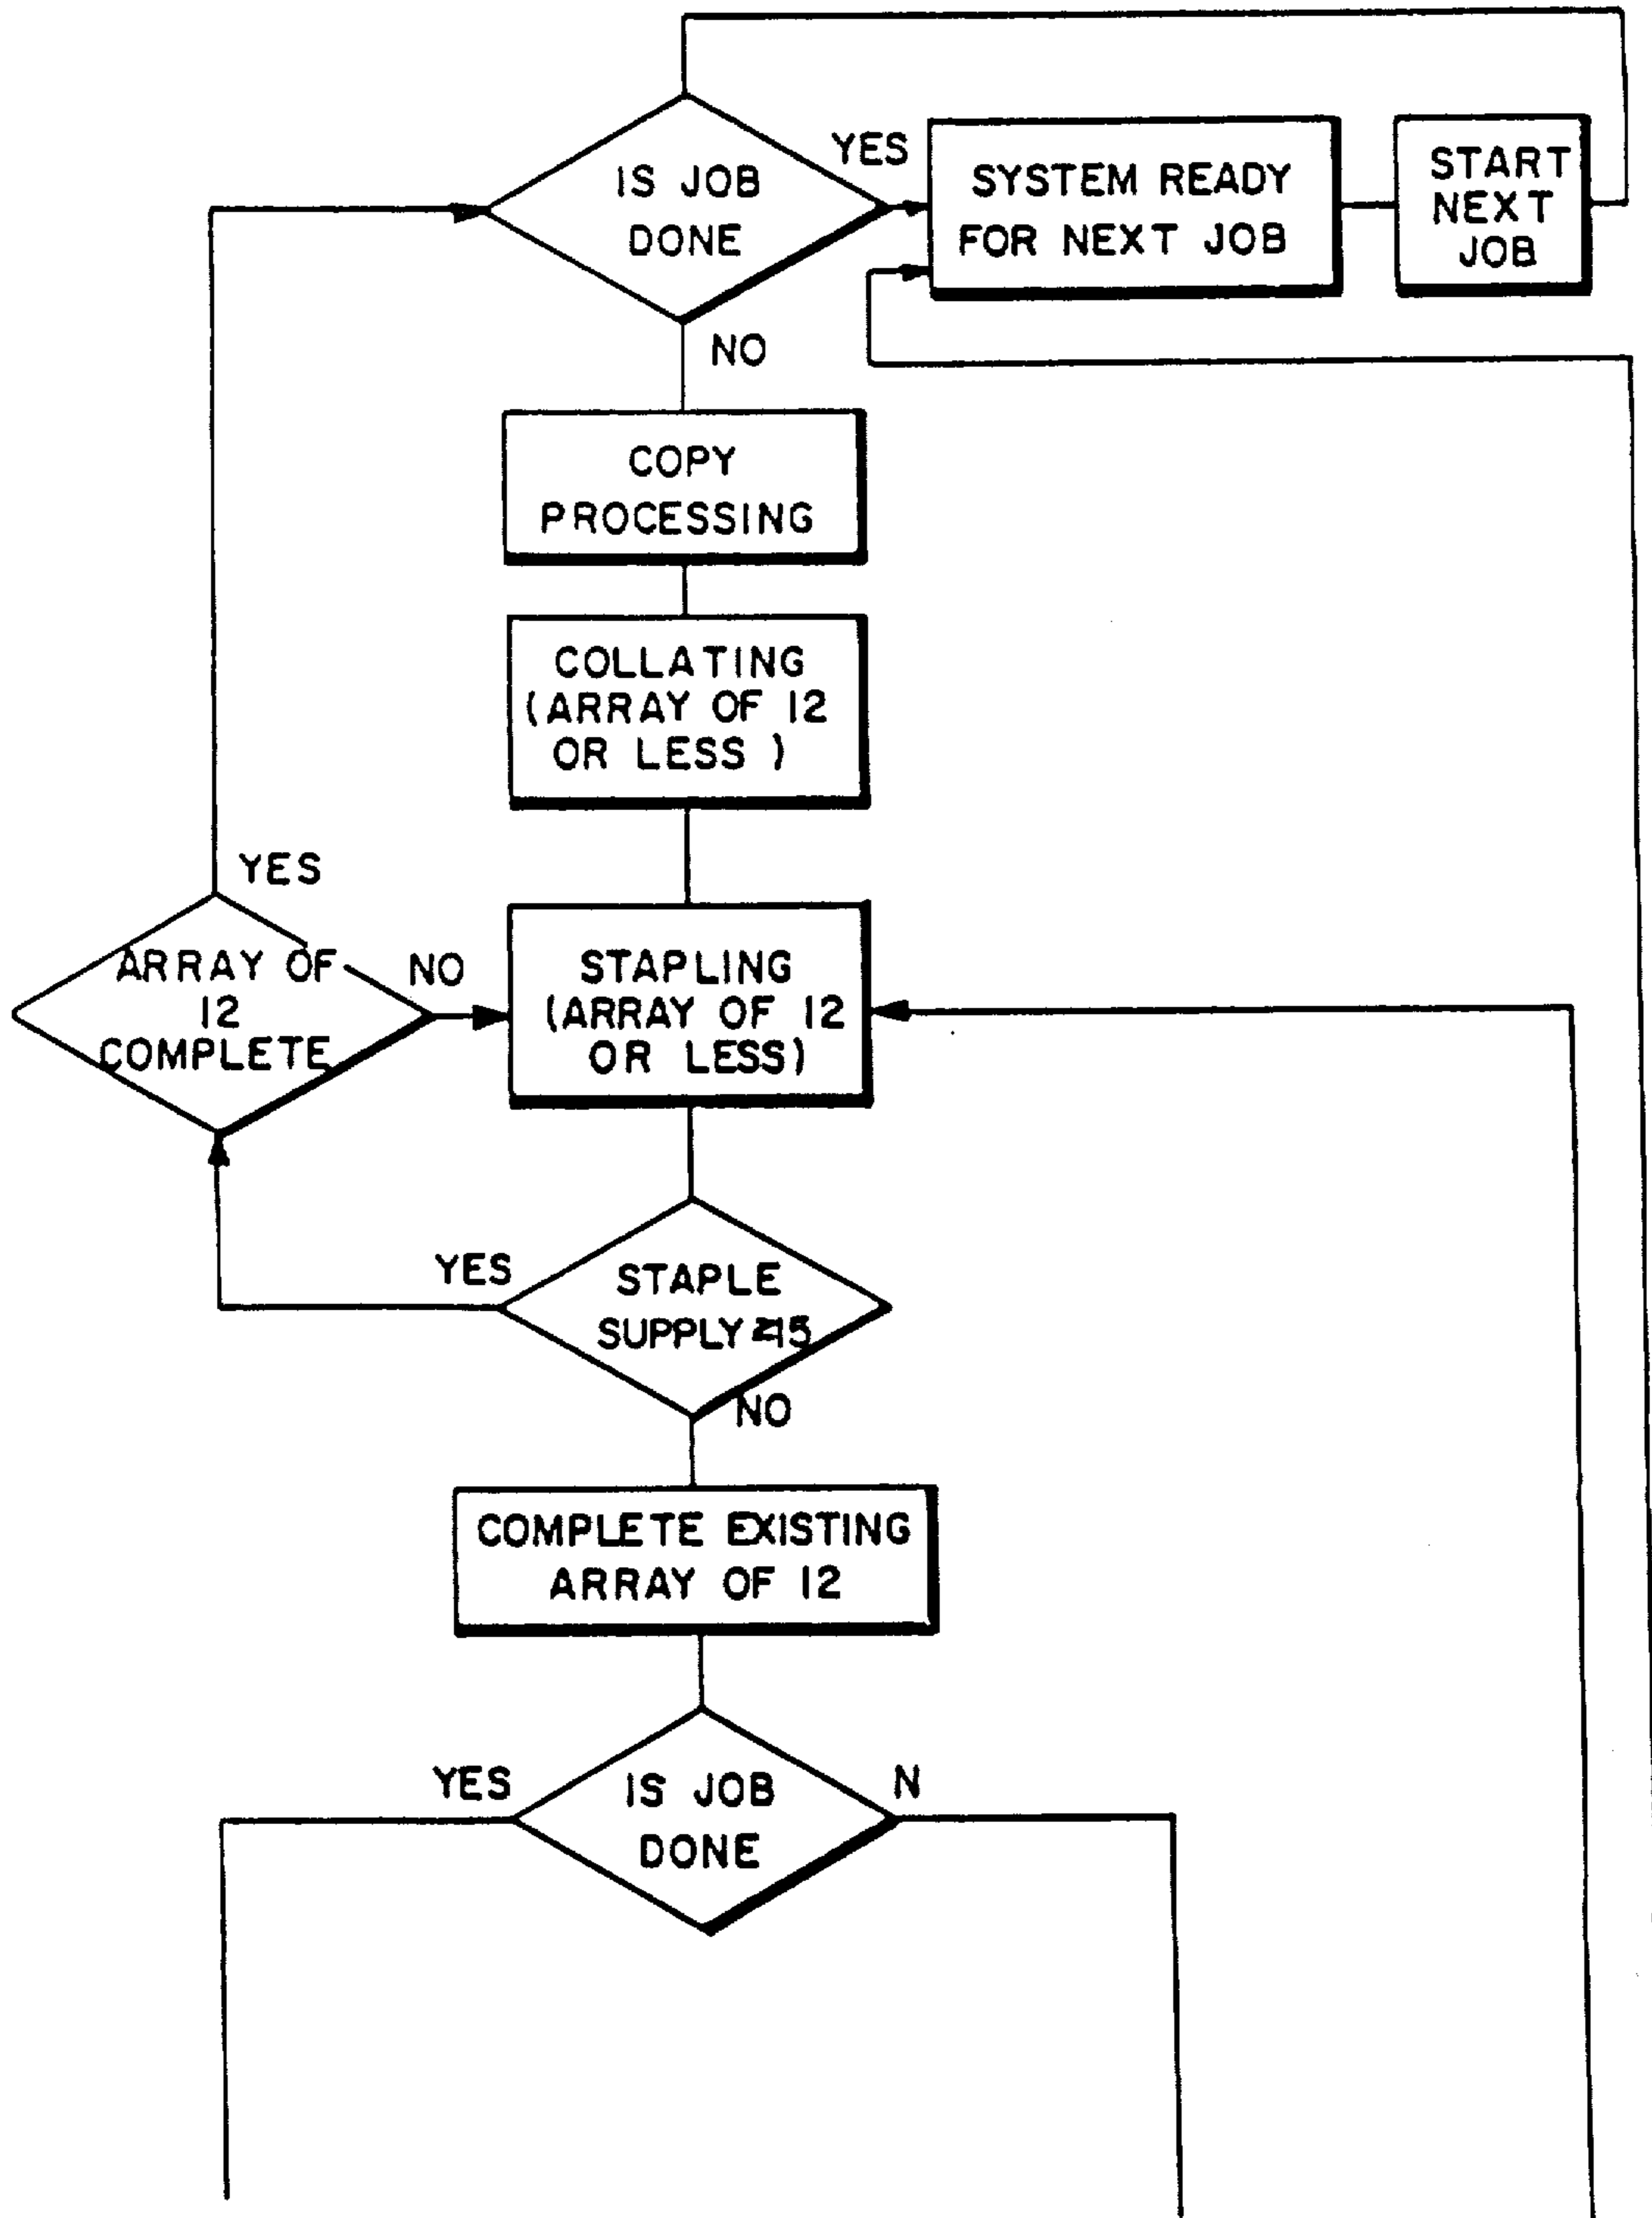 IS JOB
DONE
YES
SYSTEM READY
FOR NEXT JOB
START
NEXT
JOB
NO
COPY
PROCESSING
COLLATING
(ARRAY OF 12
OR LESS )
YES
ARRAY OF
12
COMPLETE
NO
STAPLING
(ARRAY OF 12
OR LESS)
YES
STAPLE
SUPPLY ≥15
NO
COMPLETE EXISTING
ARRAY OF 12
YES
IS JOB
DONE
N